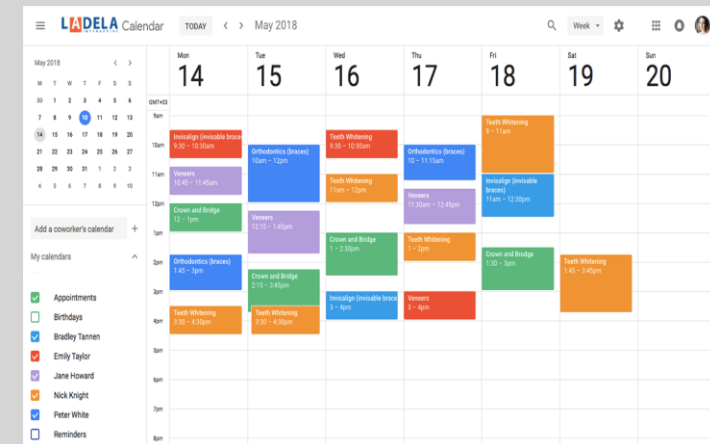 LADELA Calendar
INTERACTIVE
TODAY < > May 2018
Week
May 2018 < >
M T W T F S S
30 1 2 3 4 5 6
7 8 9 10 11 12 13
14 15 16 17 18 19 20
21 22 23 24 25 26 27
28 29 30 31 1 2 3
4 5 6 7 8 9 10
Add a coworker's calendar +
My calendars
Appointments
Birthdays
Bradley Tannen
Emily Taylor
Jane Howard
Nick Knight
Peter White
Reminders
Mon Tue Wed Thu Fri Sat Sun
14 15 16 17 18 19 20
GMT+03
9am
10am
11am
12pm
1pm
2pm
3pm
4pm
5pm
6pm
7pm
8pm
Invisalign (invisable brace
9:30 – 10:30am
Veneers
10:45 – 11:45am
Crown and Bridge
12 – 1pm
Orthodontics (braces)
1:45 – 3pm
Teeth Whitening
3:30 – 4:30pm
Orthodontics (braces)
10am – 12pm
Veneers
12:15 – 1:45pm
Crown and Bridge
2:15 – 3:45pm
Teeth Whitening
3:30 – 4:30pm
Teeth Whitening
9:30 – 10:30am
Teeth Whitening
11am – 12pm
Crown and Bridge
1 – 2:30pm
Invisalign (invisable brace
3 – 4pm
Orthodontics (braces)
10 – 11:15am
Veneers
11:30am – 12:45pm
Teeth Whitening
1 – 2pm
Veneers
3 – 4pm
Teeth Whitening
9 – 11am
Invisalign (invisable
braces)
11am – 12:30pm
Crown and Brodge
1:30 – 3pm
Teeth Whitening
1:45 – 3:45pm